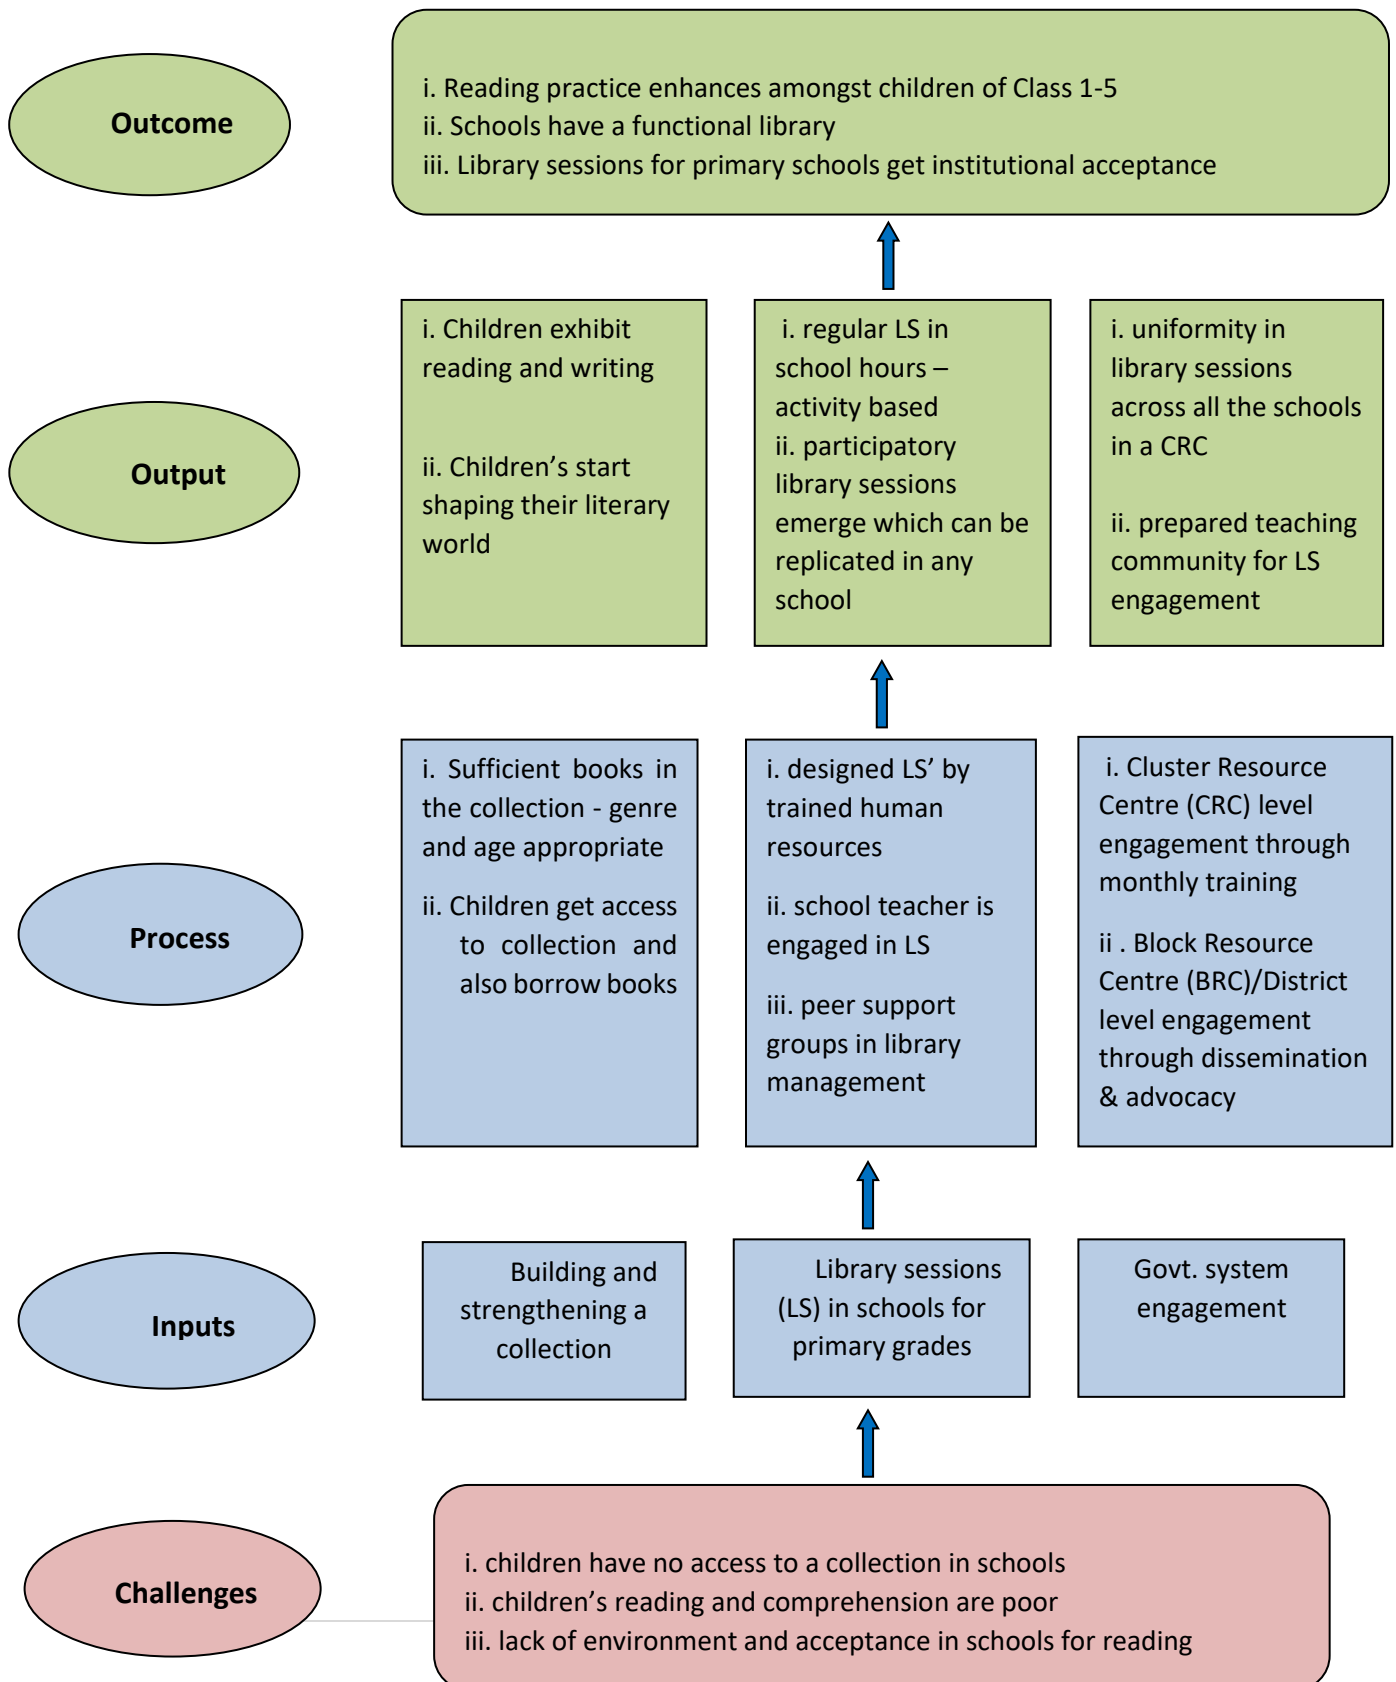 Outcome
i. Reading practice enhances amongst children of Class 1-5
ii. Schools have a functional library
iii. Library sessions for primary schools get institutional acceptance
Output
i. Children exhibit
reading and writing
ii. Children’s start
shaping their literary
world
i. regular LS in
school hours –
activity based
ii. participatory
library sessions
emerge which can be
replicated in any
school
i. uniformity in
library sessions
across all the schools
in a CRC
ii. prepared teaching
community for LS
engagement
Process
i. Sufficient books in
the collection - genre
and age appropriate
ii. Children get access
to collection and
also borrow books
i. designed LS’ by
trained human
resources
ii. school teacher is
engaged in LS
iii. peer support
groups in library
management
i. Cluster Resource
Centre (CRC) level
engagement through
monthly training
ii . Block Resource
Centre (BRC)/District
level engagement
through dissemination
& advocacy
Inputs
Building and
strengthening a
collection
Library sessions
(LS) in schools for
primary grades
Govt. system
engagement
Challenges
i. children have no access to a collection in schools
ii. children’s reading and comprehension are poor
iii. lack of environment and acceptance in schools for reading